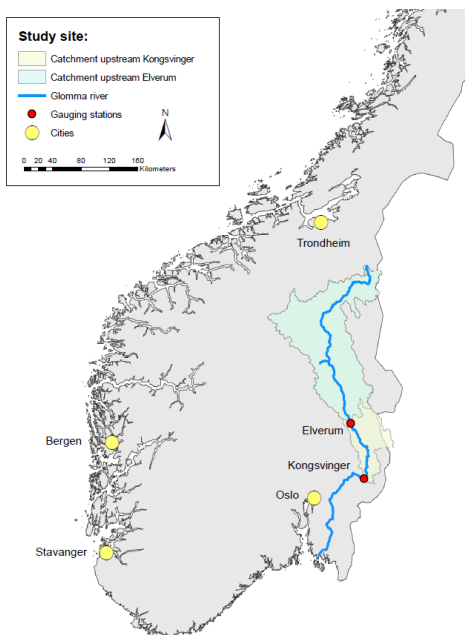 Study site:
Catchment upstream Kongsvinger
Catchment upstream Elverum
Glomma river
Gauging stations
Cities
N
0 20 40 80 120 160
Kilometers
Trondheim
Elverum
Bergen
Kongsvinger
Oslo
Stavanger